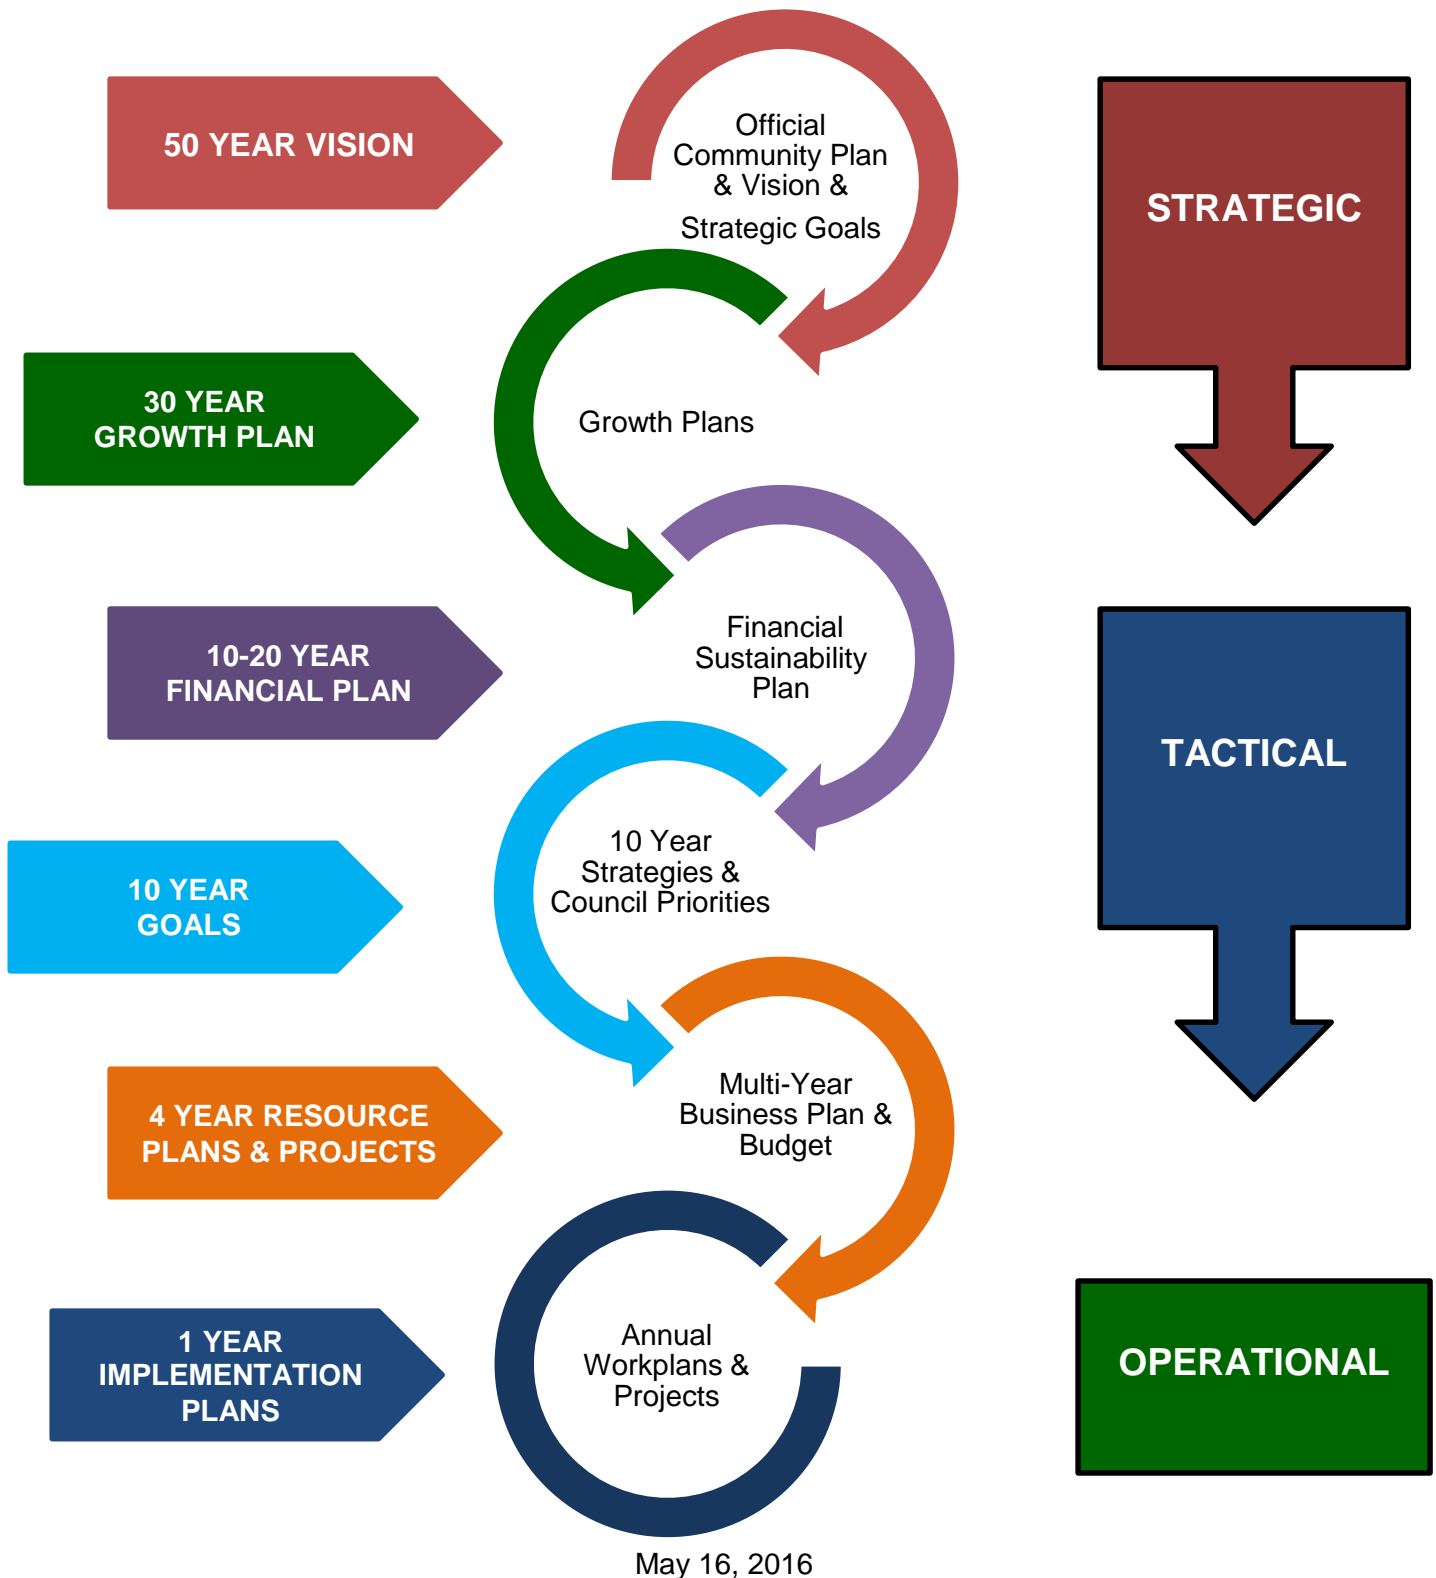 50 YEAR VISION
Official
Community Plan
& Vision &
Strategic Goals
STRATEGIC
30 YEAR
GROWTH PLAN
Growth Plans
10-20 YEAR
FINANCIAL PLAN
Financial
Sustainability
Plan
TACTICAL
10 YEAR
GOALS
10 Year
Strategies &
Council Priorities
4 YEAR RESOURCE
PLANS & PROJECTS
Multi-Year
Business Plan &
Budget
1 YEAR
IMPLEMENTATION
PLANS
Annual
Workplans &
Projects
OPERATIONAL
May 16, 2016